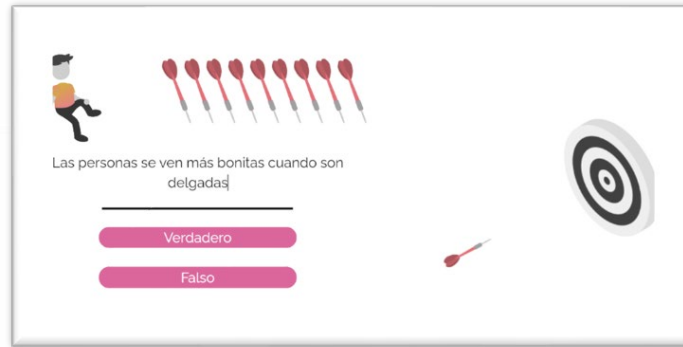 Las personas se ven más bonitas cuando son
delgadas
Verdadero
Falso